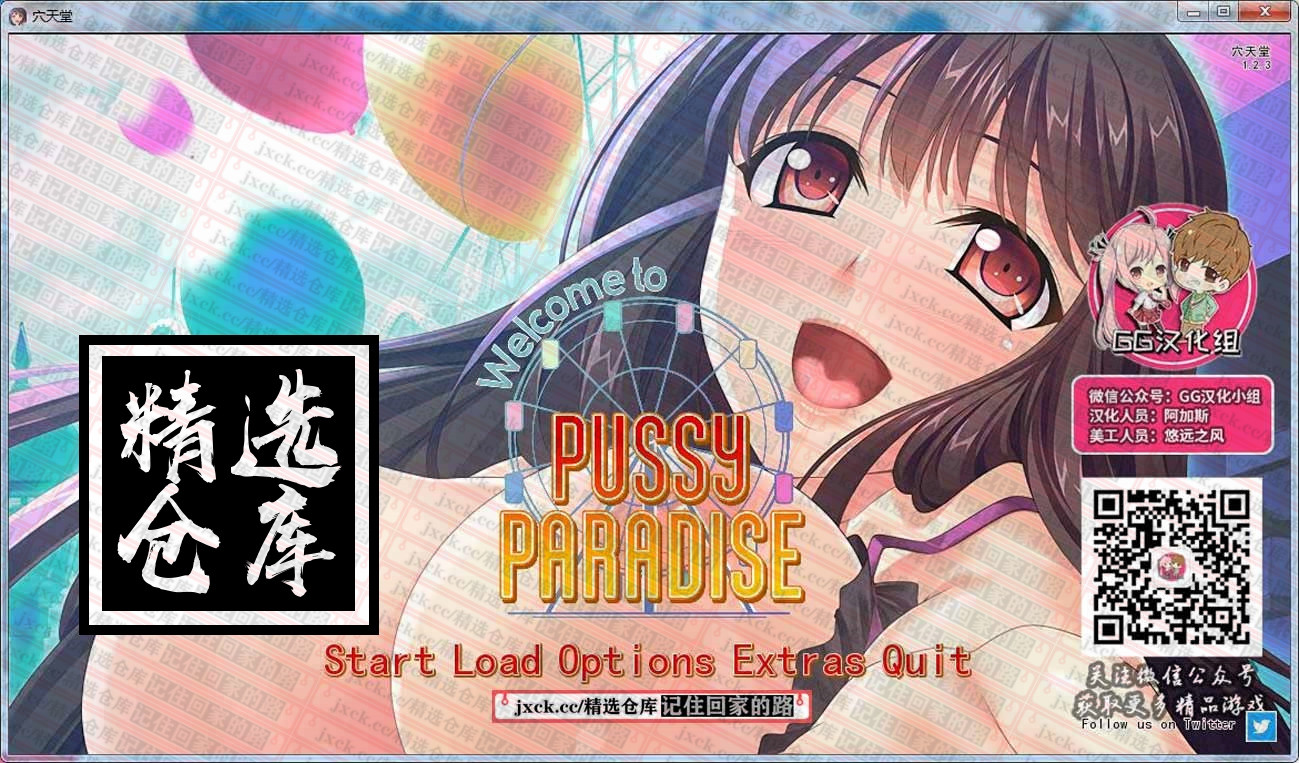 穴天堂
穴天堂
1.2.3
Welcome to
PUSSY
PARADISE
GG汉化组
微信公众号：GG汉化小组
汉化人员：阿加斯
美工人员：悠远之风
精选
仓库
Start Load Options Extras Quit
jxck.cc/精选仓库 记住回家的路
关注微信公众号
获取更多精品游戏
Follow us on Twitter